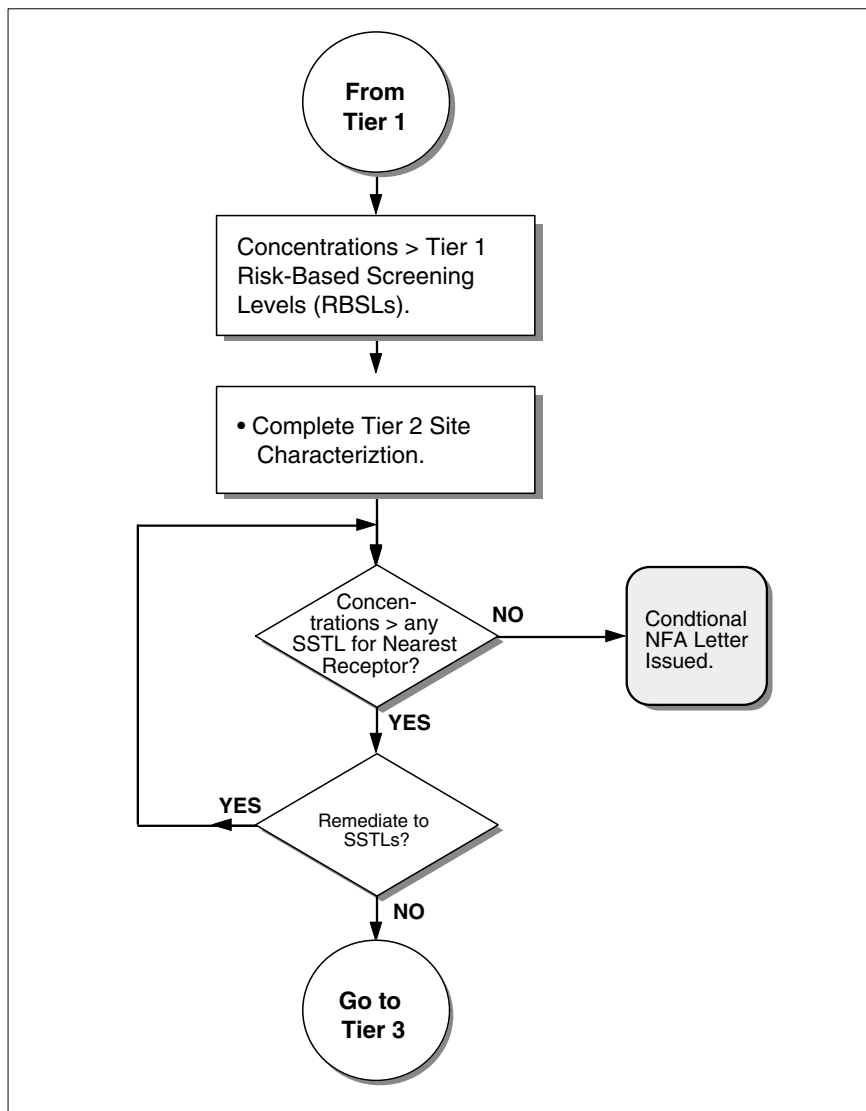 From
Tier 1
Concentrations > Tier 1
Risk-Based Screening
Levels (RBSLs).
• Complete Tier 2 Site
Characteriztion.
Concen-
trations > any
SSTL for Nearest
Receptor?
NO
Condtional
NFA Letter
Issued.
YES
Remediate to
SSTLs?
YES
NO
Go to
Tier 3